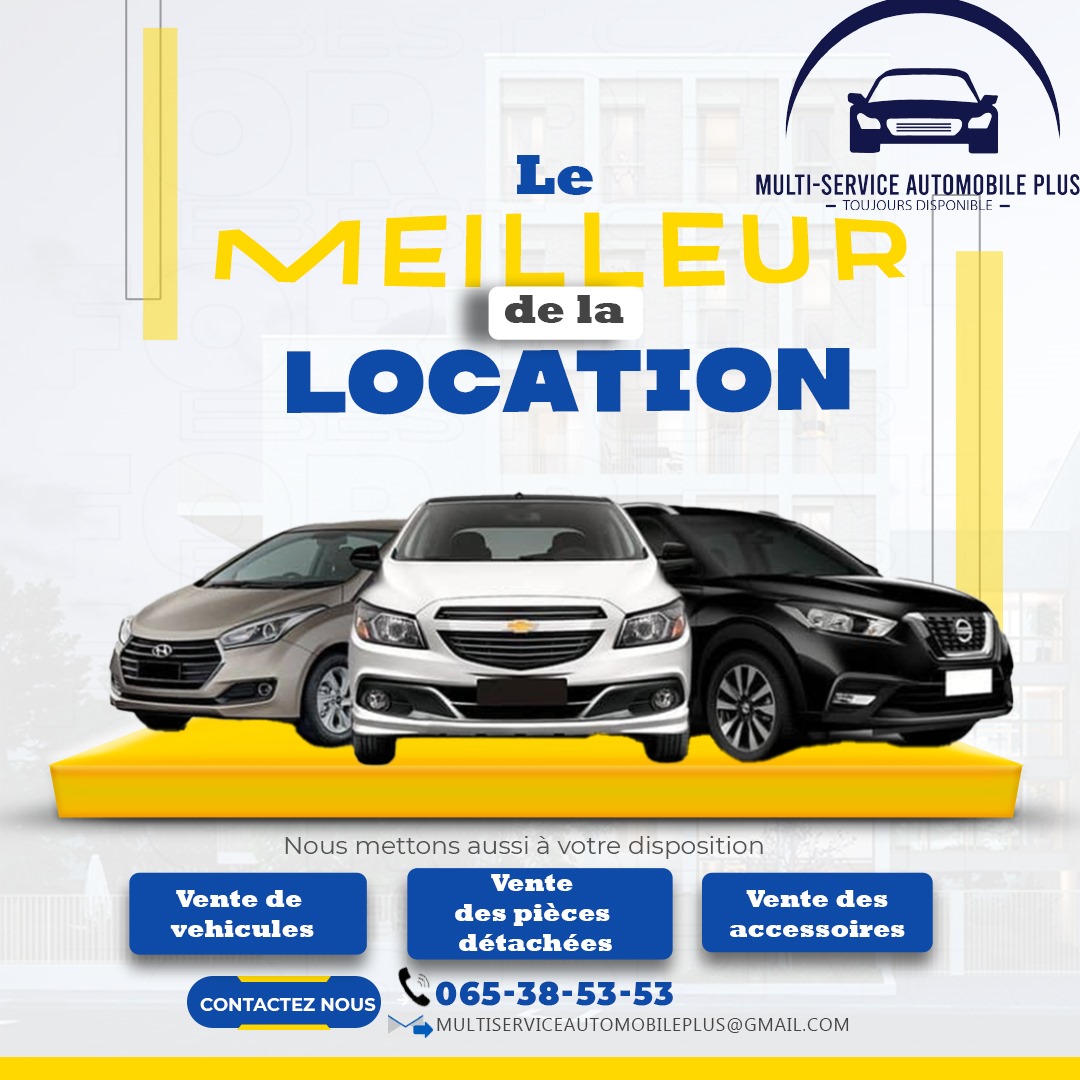 MULTI-SERVICE AUTOMOBILE PLUS
TOUJOURS DISPONIBLE
Le
MEILLEUR
de la
LOCATION
Nous mettons aussi à votre disposition
Vente de
vehicules
Vente
des pièces
détachées
Vente des
accessoires
CONTACTEZ NOUS
065-38-53-53
MULTISERVICEAUTOMOBILEPLUS@GMAIL.COM